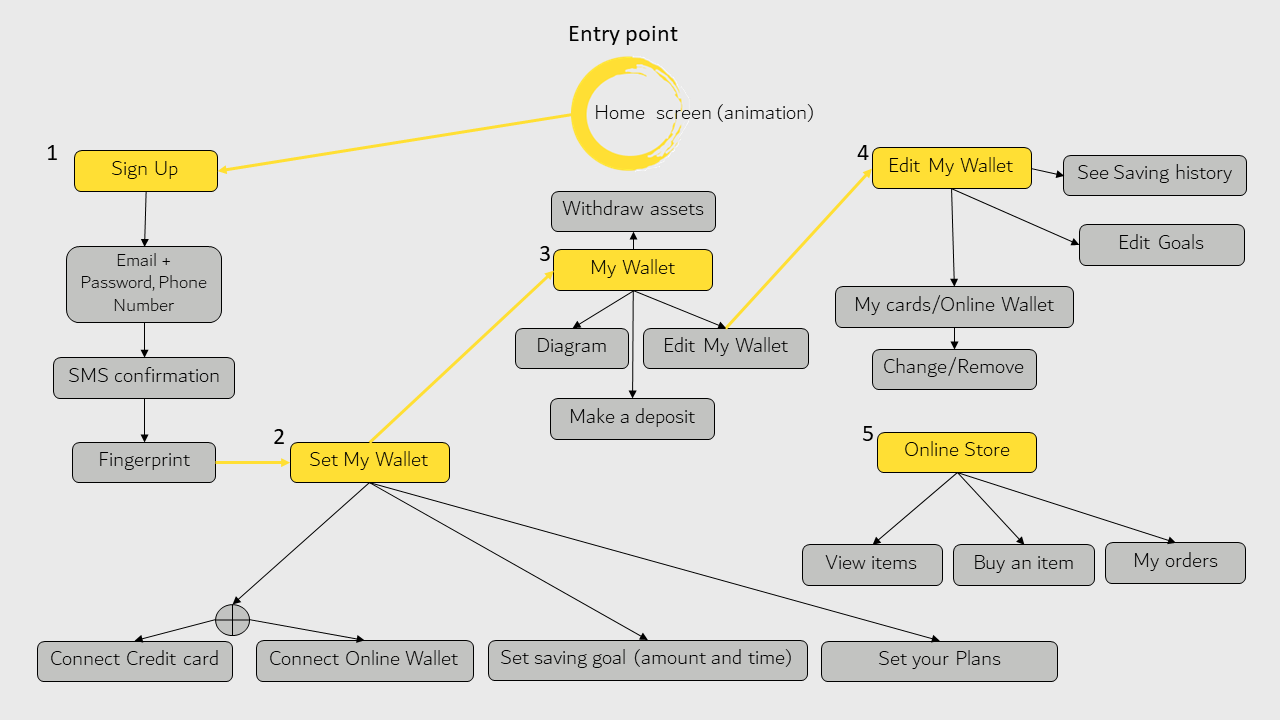 Entry point
Home screen (animation)
1
Sign Up
Email +
Password, Phone
Number
SMS confirmation
Fingerprint
2
Set My Wallet
Connect Credit card
Connect Online Wallet
Set saving goal (amount and time)
Set your Plans
3
Withdraw assets
My Wallet
Diagram
Edit My Wallet
Make a deposit
4
Edit My Wallet
See Saving history
Edit Goals
My cards/Online Wallet
Change/Remove
5
Online Store
View items
Buy an item
My orders